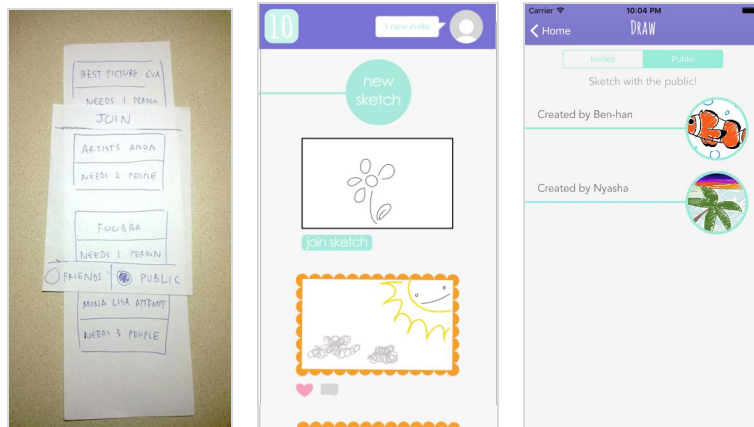 BEST PICTURE EVA
NEEDS 1 PERSON
JOIN
ARTISTS ANON
NEEDS 2 PEOPLE
FOOBAR
NEEDS 1 PERSON
FRIENDS PUBLIC
MONA LISA ATTEMPT
NEEDS 3 PEOPLE
10
1 new invite
new
sketch
join sketch
Carrier 10:04 PM
Home DRAW
Invites Public
Sketch with the public!
Created by Ben-han
Created by Nyasha